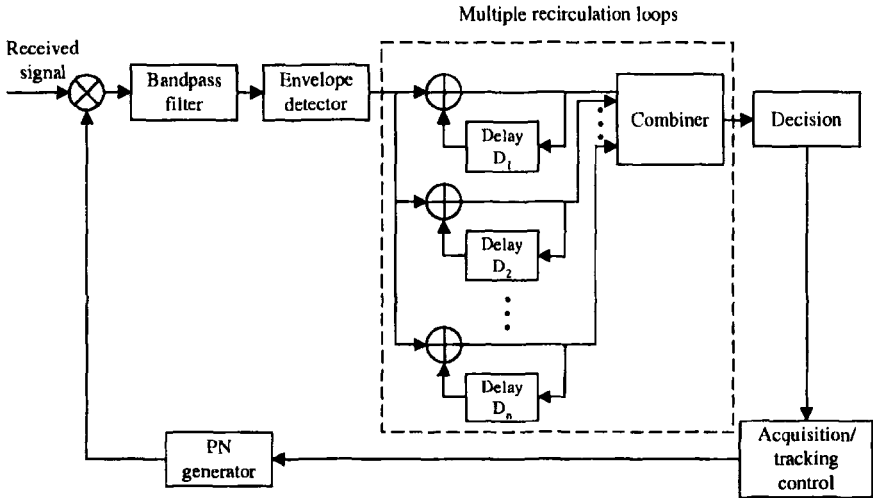 Multiple recirculation loops
Received
signal
Bandpass
filter
Envelope
detector
Delay
D1
Combiner
Decision
Delay
D2
Delay
Dn
PN
generator
Acquisition/
tracking
control